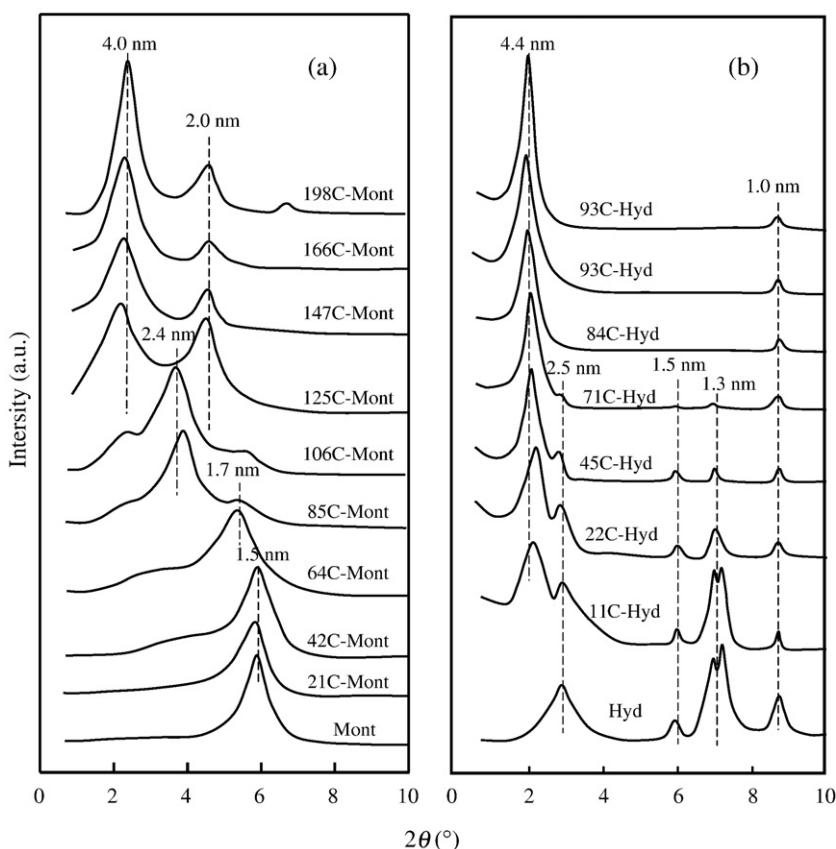 4.0 nm
(a)
2.0 nm
198C-Mont
166C-Mont
147C-Mont
2.4 nm
125C-Mont
106C-Mont
1.7 nm
85C-Mont
1.5 nm
64C-Mont
42C-Mont
21C-Mont
Mont
0 2 4 6 8 10
Intersity (a.u.)
4.4 nm
(b)
1.0 nm
93C-Hyd
93C-Hyd
84C-Hyd
2.5 nm
1.5 nm
1.3 nm
71C-Hyd
45C-Hyd
22C-Hyd
11C-Hyd
Hyd
0 2 4 6 8 10
2θ (°)